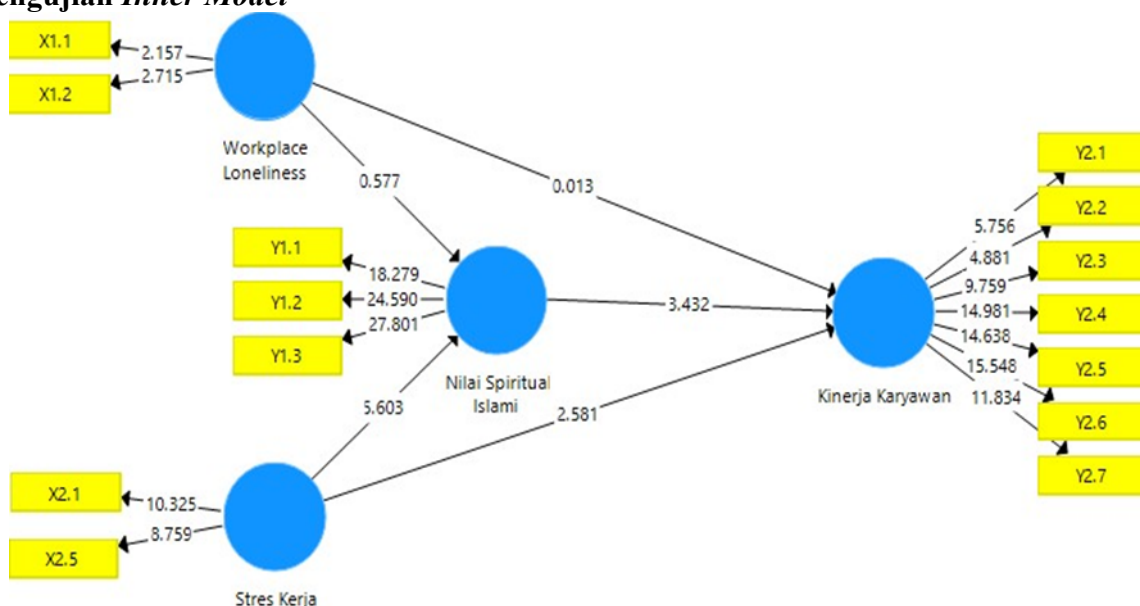 engujian Inner Model
X1.1
2.157
2.715
X1.2
Workplace
Loneliness
0.577
0.013
Y1.1
18.279
Y1.2
24.590
27.801
Y1.3
Nilai Spiritual
Islami
3.432
5.603
2.581
X2.1
10.325
8.759
X2.5
Stres Kerja
Kinerja Karyawan
Y2.1
5.756
Y2.2
4.881
Y2.3
9.759
Y2.4
14.981
14.638
Y2.5
15.548
11.834
Y2.6
Y2.7